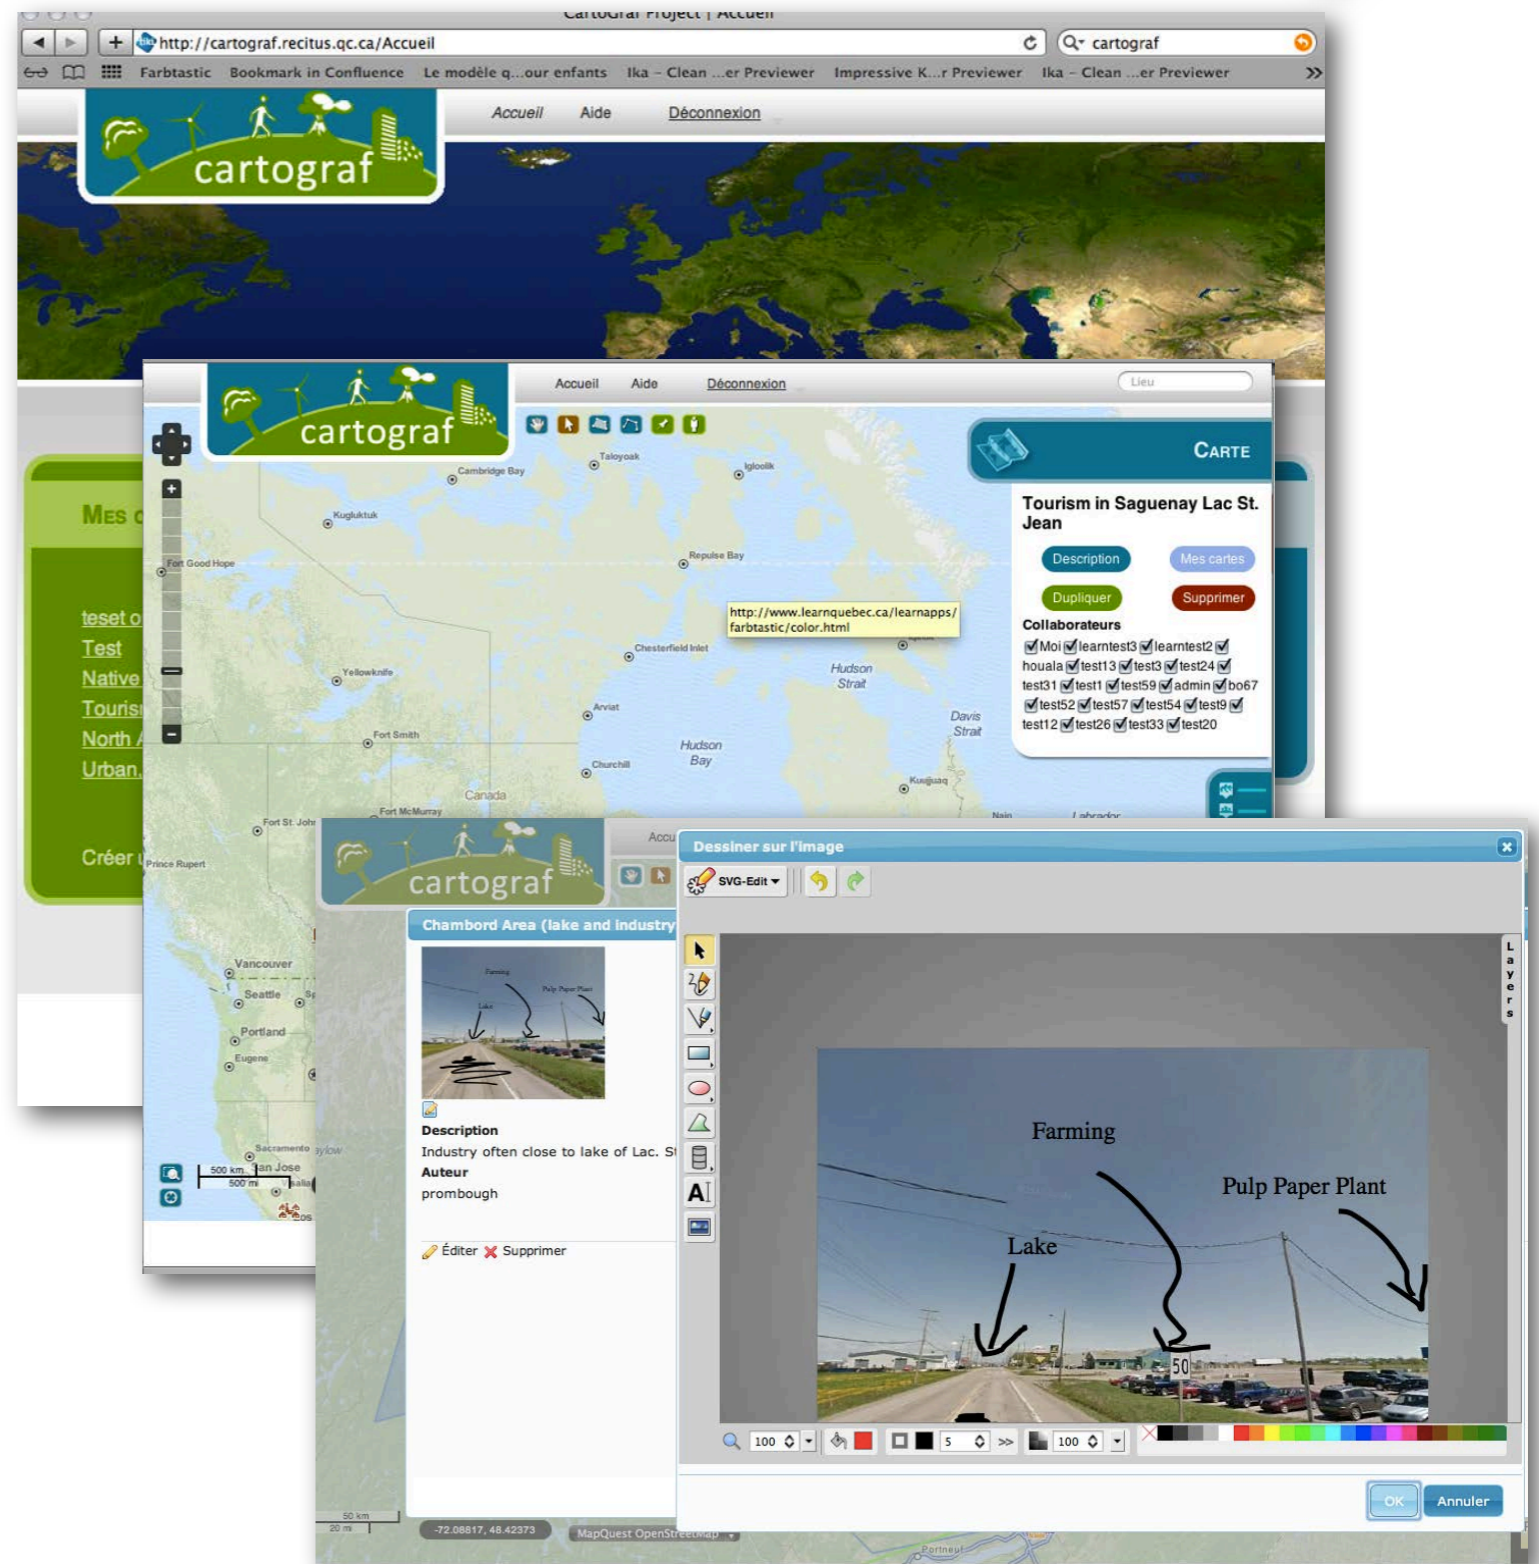 CartoGraf Project | Accueil
http://cartograf.recitus.qc.ca/Accueil
cartograf
Farbtastic Bookmark in Confluence Le modèle q...our enfants Ika – Clean ...er Previewer Impressive K...r Previewer Ika – Clean ...er Previewer
cartograf
Accueil Aide Déconnexion
MES
teset o
Test
Native
Touris
North A
Urban.
Créer u
cartograf
Accueil Aide Déconnexion
Lieu
Cambridge Bay
Taloyoak
Igloolik
Kugluktuk
Fort Good Hope
Repulse Bay
http://www.learnquebec.ca/learnapps/
farbtastic/color.html
Chesterfield Inlet
Hudson
Strait
Yellowknife
Arviat
Davis
Strait
Fort Smith
Hudson
Bay
Churchill
Kuujjuaq
Canada
Fort McMurray
Nain
Labrador
Fort St. John
Prince Rupert
Vancouver
Seattle
Portland
Eugene
Sacramento
San Jose
Visalia
500 km
500 mi
CARTE
Tourism in Saguenay Lac St.
Jean
Description Mes cartes
Dupliquer Supprimer
Collaborateurs
Moi learntest3 learntest2
houala test13 test3 test24
test31 test1 test59 admin bo67
test52 test57 test54 test9
test12 test26 test33 test20
cartograf
Accu
Chambord Area (lake and industry
Farming
Pulp Paper Plant
Lake
Description
Industry often close to lake of Lac. S
Auteur
prombough
Éditer Supprimer
50 km
20 mi
-72.08817, 48.42373
MapQuest OpenStreetMap
Portneuf
Dessiner sur l'image
SVG-Edit
Layers
Farming
Pulp Paper Plant
Lake
50
100 5 >> 100
OK Annuler